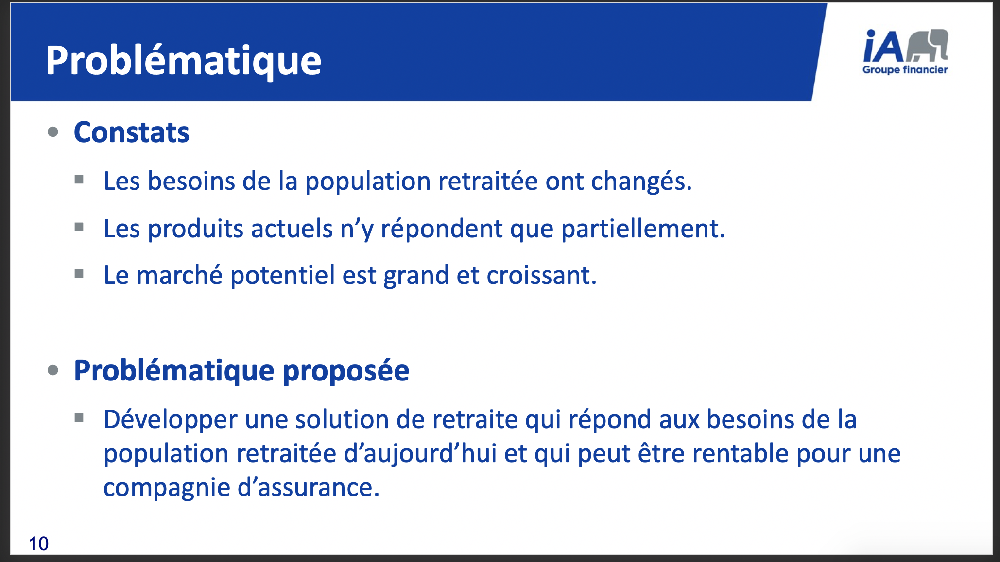 Problématique
iA
Groupe financier
• Constats
▪ Les besoins de la population retraitée ont changés.
▪ Les produits actuels n’y répondent que partiellement.
▪ Le marché potentiel est grand et croissant.
• Problématique proposée
▪ Développer une solution de retraite qui répond aux besoins de la
population retraitée d’aujourd’hui et qui peut être rentable pour une
compagnie d’assurance.
10